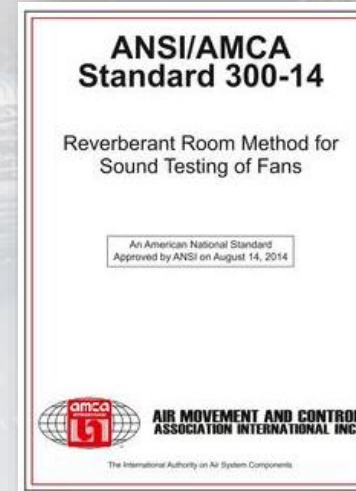 ANSI/AMCA
Standard 300-14
Reverberant Room Method for
Sound Testing of Fans
An American National Standard
Approved by ANSI on August 14, 2014
amca
INTERNATIONAL
AIR MOVEMENT AND CONTROL
ASSOCIATION INTERNATIONAL INC
The International Authority on Air System Components